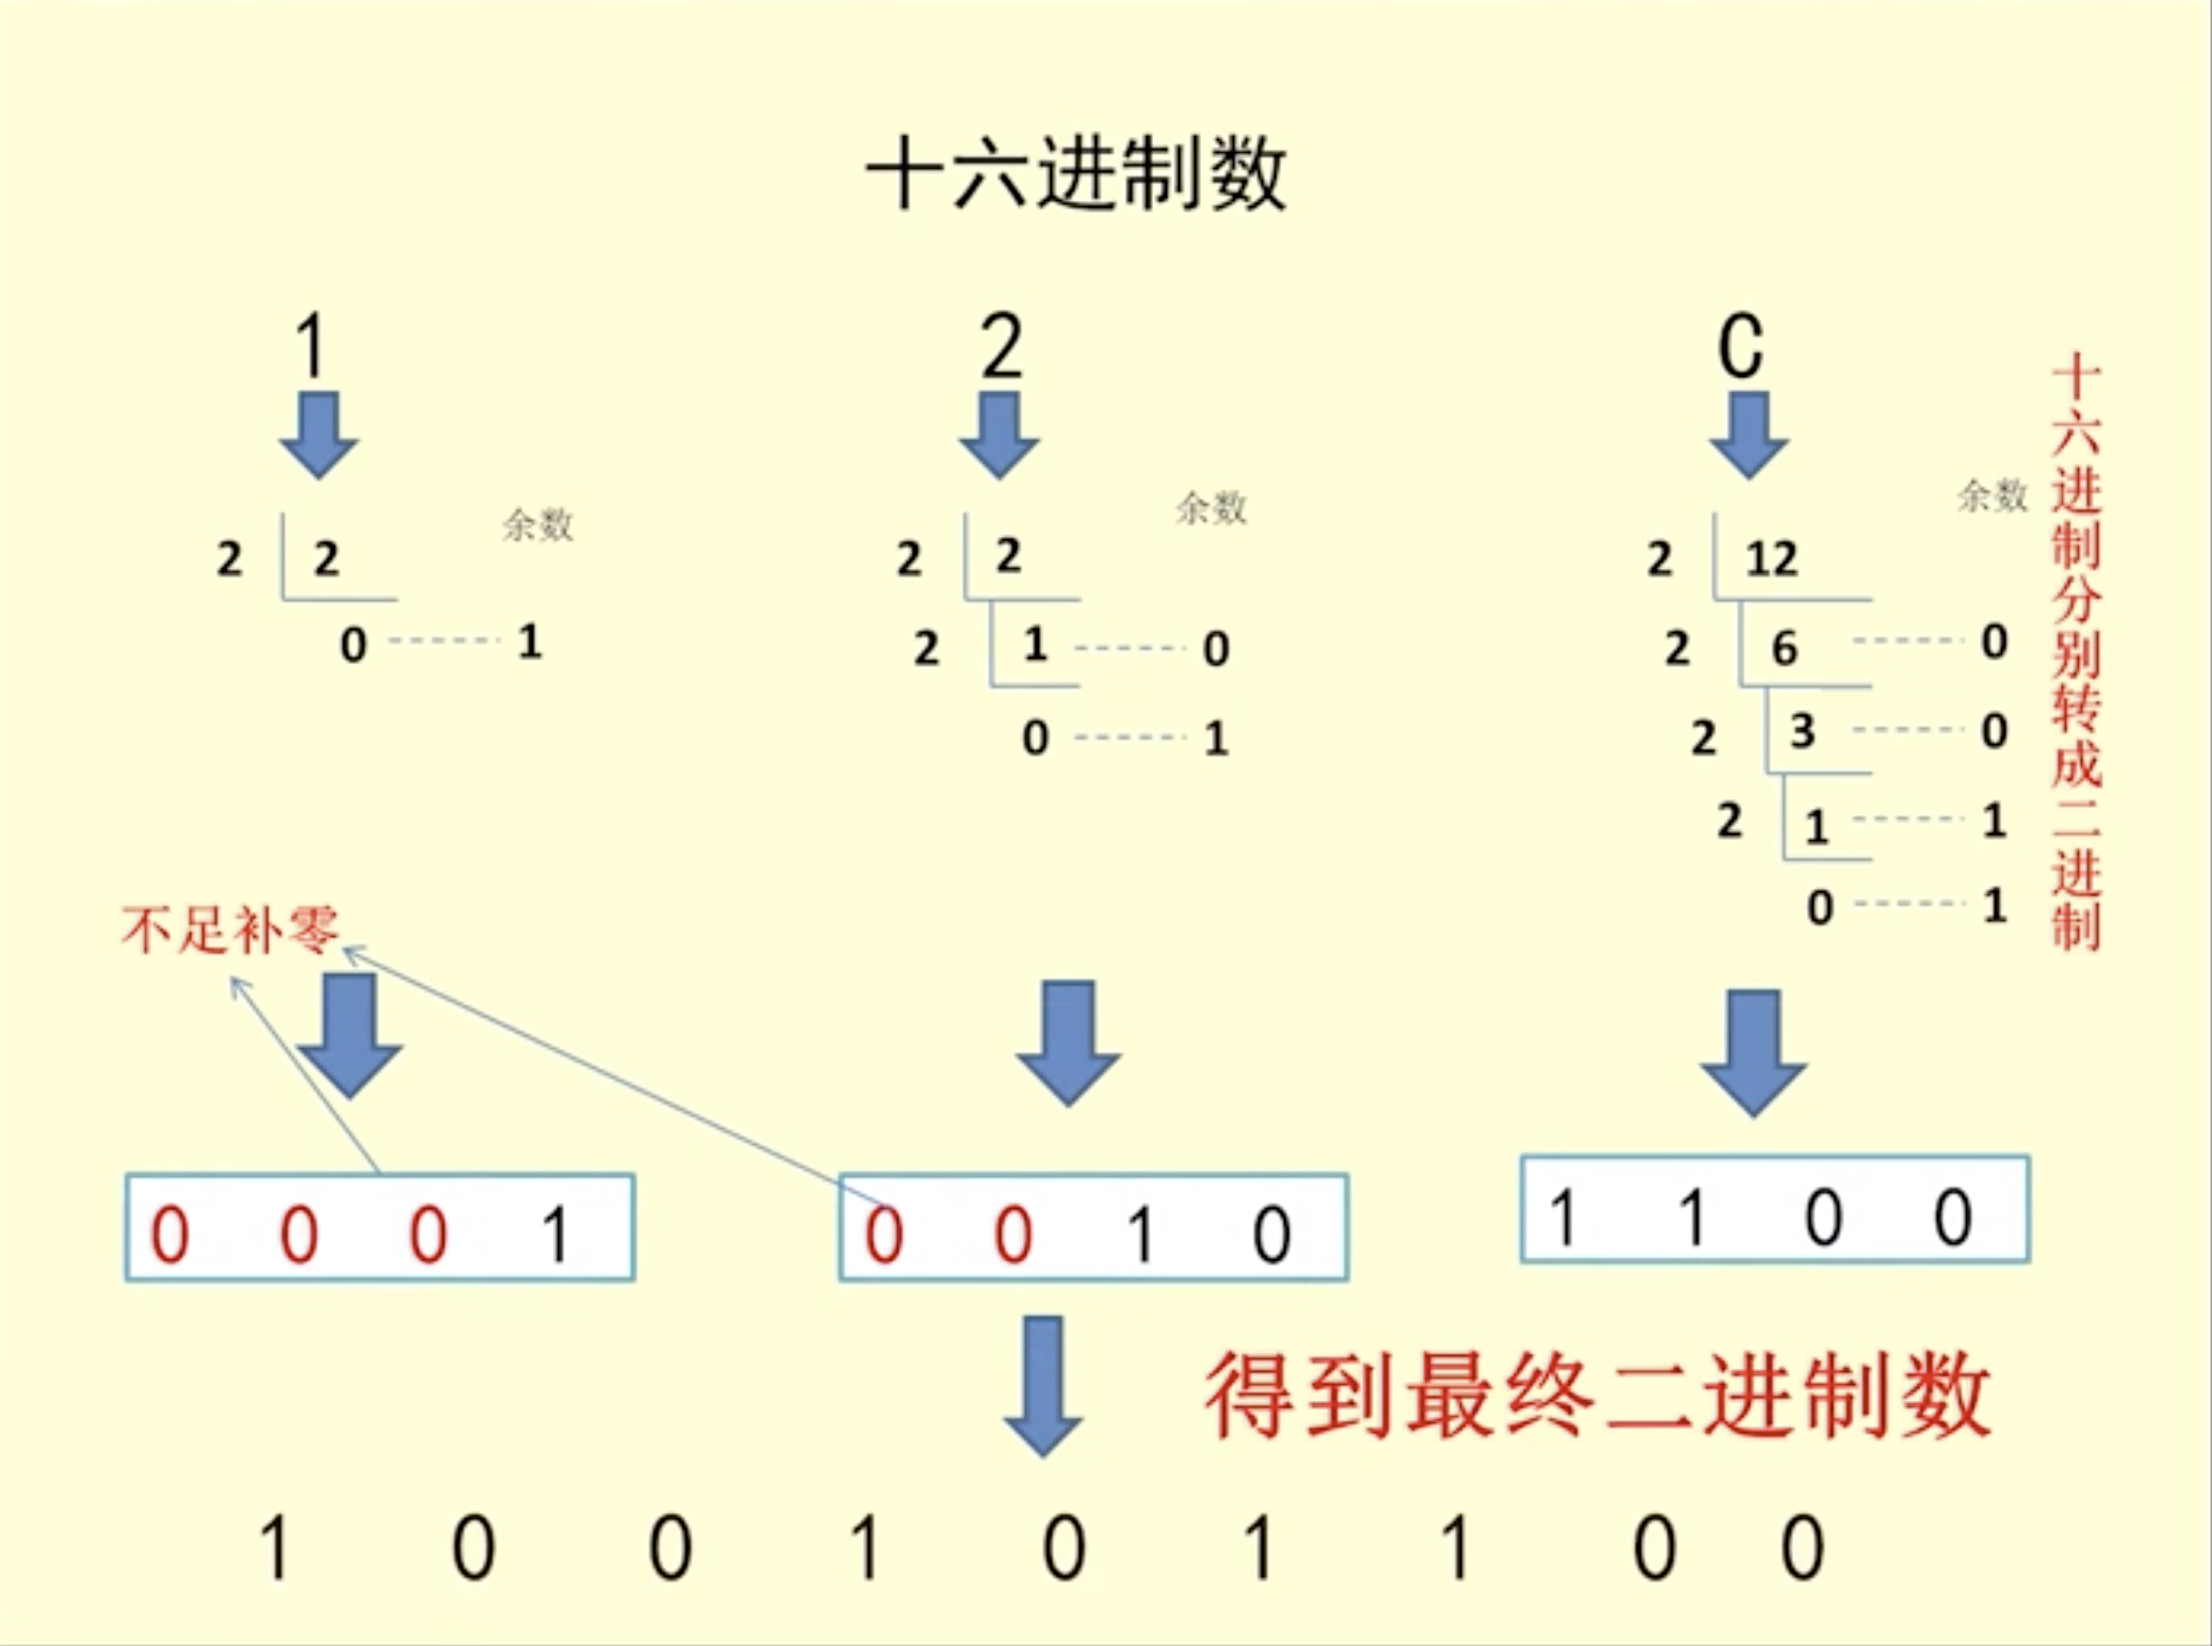 十六进制数
1 2 C
余数 余数 余数
2 2 2 2 2 12
0 1 2 1 0 2 6 0
0 1 2 3 0
2 1 1
0 1
十六进制分别转成二进制
不足补零
0 0 0 1 0 0 1 0 1 1 0 0
得到最终二进制数
1 0 0 1 0 1 1 0 0